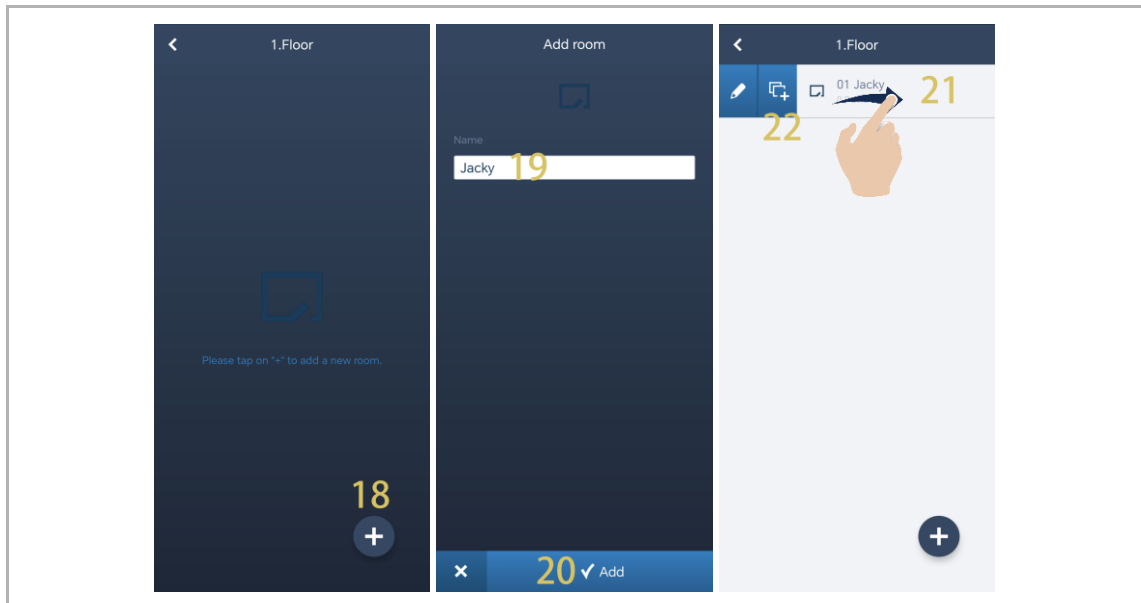 1.Floor
Please tap on "+" to add a new room.
18
Add room
Name
Jacky
19
20
Add
1.Floor
01 Jacky
21
22